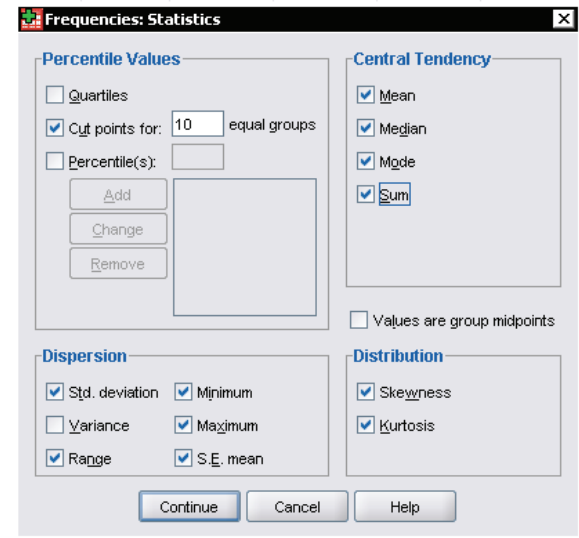 Frequencies: Statistics
Percentile Values
Quartiles
Cut points for: 10 equal groups
Percentile(s):
Add
Change
Remove
Central Tendency
Mean
Median
Mode
Sum
Values are group midpoints
Dispersion
Std. deviation Minimum
Variance Maximum
Range S.E. mean
Distribution
Skewness
Kurtosis
Continue Cancel Help